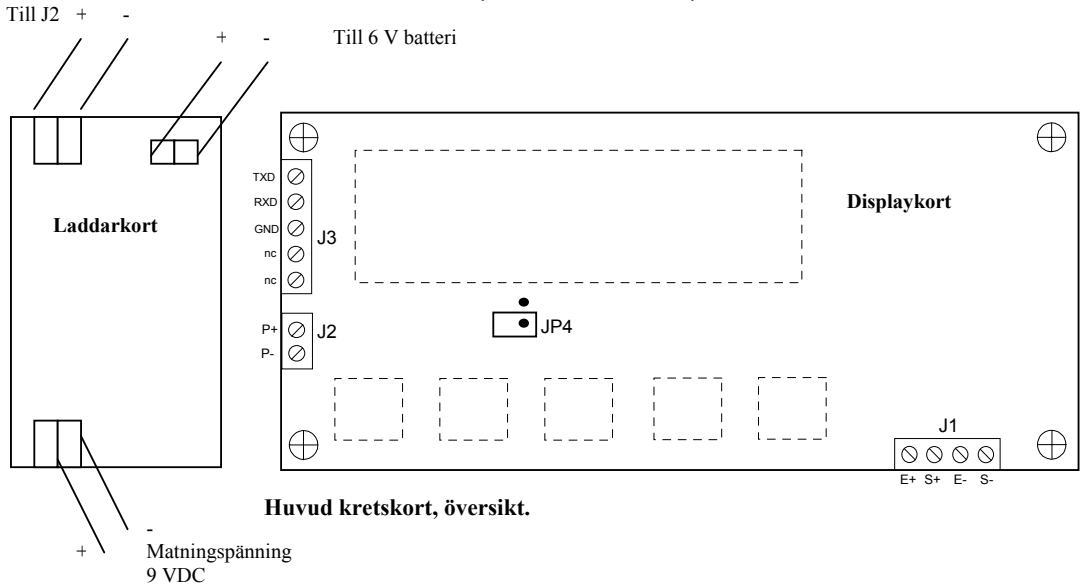 Till J2 + -
+ - Till 6 V batteri
Laddarkort
Displaykort
TXD
RXD
GND
nc
nc
J3
P+
P-
J2
JP4
J1
E+ S+ E- S-
Huvud kretskort, översikt.
-
+ Matningspänning
9 VDC